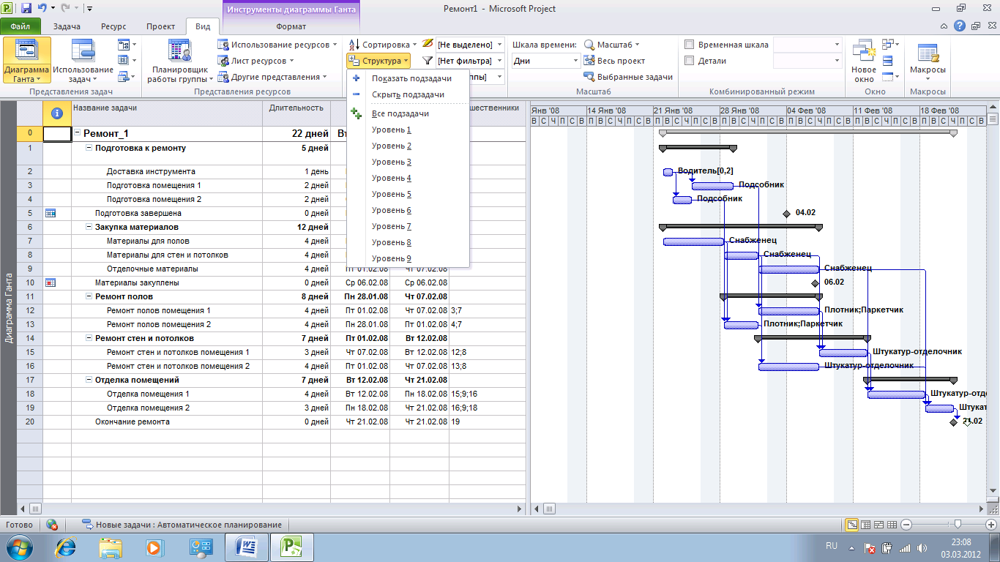 Инструменты диаграммы Ганта
Ремонт1 - Microsoft Project
Файл Задача Ресурс Проект Вид Формат
Диаграмма Ганта
Использование задач
Представления задач
Планировщик работы группы
Использование ресурсов
Лист ресурсов
Другие представления
Представления ресурсов
Сортировка
Структура
[Не выделено]
[Нет фильтра]
ппы]
Шкала времени:
Дни
Масштаб
Весь проект
Выбранные задачи
Масштаб
Временная шкала
Детали
Комбинированный режим
Новое окно
Окно
Макросы
Макросы
Показать подзадачи
Скрыть подзадачи
Все подзадачи
Уровень 1
Уровень 2
Уровень 3
Уровень 4
Уровень 5
Уровень 6
Уровень 7
Уровень 8
Уровень 9
Диаграмма Ганта
Название задачи Длительность шественники
0 Ремонт_1 22 дней Вт
1 Подготовка к ремонту 5 дней
2 Доставка инструмента 1 день
3 Подготовка помещения 1 2 дней
4 Подготовка помещения 2 2 дней
5 Подготовка завершена 0 дней
6 Закупка материалов 12 дней
7 Материалы для полов 4 дней
8 Материалы для стен и потолков 4 дней
9 Отделочные материалы 4 дней Пт 01.02.08 Чт 07.02.08
10 Материалы закуплены 0 дней Ср 06.02.08 Ср 06.02.08
11 Ремонт полов 8 дней Пн 28.01.08 Чт 07.02.08
12 Ремонт полов помещения 1 4 дней Пт 01.02.08 Чт 07.02.08 3;7
13 Ремонт полов помещения 2 4 дней Пн 28.01.08 Пт 01.02.08 4;7
14 Ремонт стен и потолков 7 дней Пт 01.02.08 Вт 12.02.08
15 Ремонт стен и потолков помещения 1 3 дней Чт 07.02.08 Вт 12.02.08 12;8
16 Ремонт стен и потолков помещения 2 4 дней Пт 01.02.08 Чт 07.02.08 13;8
17 Отделка помещений 7 дней Вт 12.02.08 Чт 21.02.08
18 Отделка помещения 1 4 дней Вт 12.02.08 Пн 18.02.08 15;9;16
19 Отделка помещения 2 3 дней Пн 18.02.08 Чт 21.02.08 16;9;18
20 Окончание ремонта 0 дней Чт 21.02.08 Чт 21.02.08 19
Янв '08 14 Янв '08 21 Янв '08 28 Янв '08 04 Фев '08 11 Фев '08 18 Фев '08
В С Ч П С В П В С Ч П С В П В С Ч П С В П В С Ч П С В П В С Ч П С В П В С Ч П С В П В С Ч П С В
Водитель[0,2]
Подсобник
Подсобник
04.02
Снабженец
Снабженец
Снабженец
06.02
Плотник;Паркетчик
Плотник;Паркетчик
Штукатур-отделочник
Штукатур-отделочник
Штукатур-отде
Штукат
21.02
Готово
Новые задачи : Автоматическое планирование
RU
23:08
03.03.2012